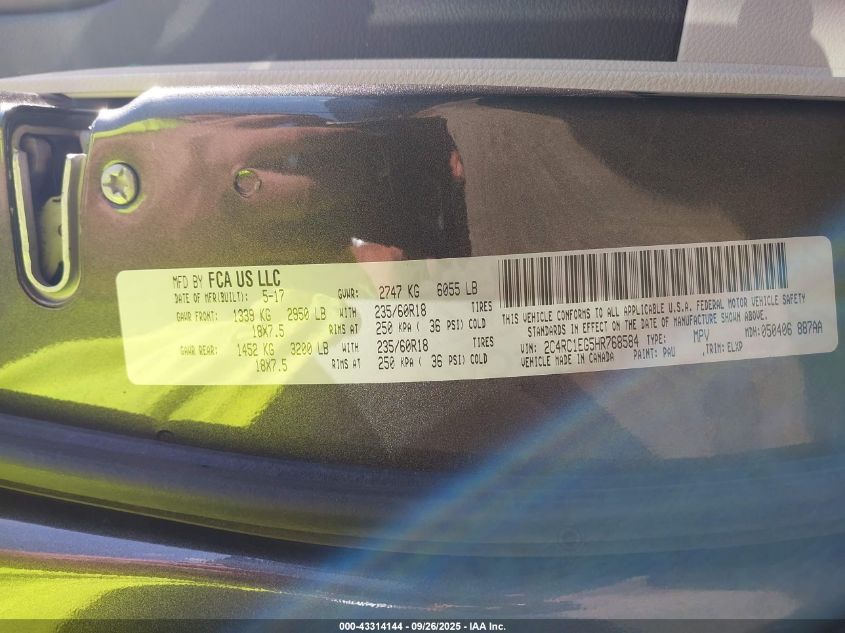 MFD BY FCA US LLC
DATE OF MFR(BUILT): 5-17 GVWR: 2747 KG 6055 LB
GAWR FRONT: 1339 KG 2950 LB WITH 235/60R18 TIRES
18X7.5 RIMS AT 250 KPA ( 36 PSI) COLD
GAWR REAR: 1452 KG 3200 LB WITH 235/60R18 TIRES
18X7.5 RIMS AT 250 KPA ( 36 PSI) COLD
THIS VEHICLE CONFORMS TO ALL APPLICABLE U.S.A. FEDERAL MOTOR VEHICLE SAFETY
STANDARDS IN EFFECT ON THE DATE OF MANUFACTURE SHOWN ABOVE.
VIN: 2C4RC1EG5HR768584 TYPE: MPV MDH: 050406 887AA
VEHICLE MADE IN CANADA PAINT: PAU ,TRIM: ELXP
000-43314144 - 09/26/2025 - IAA Inc.